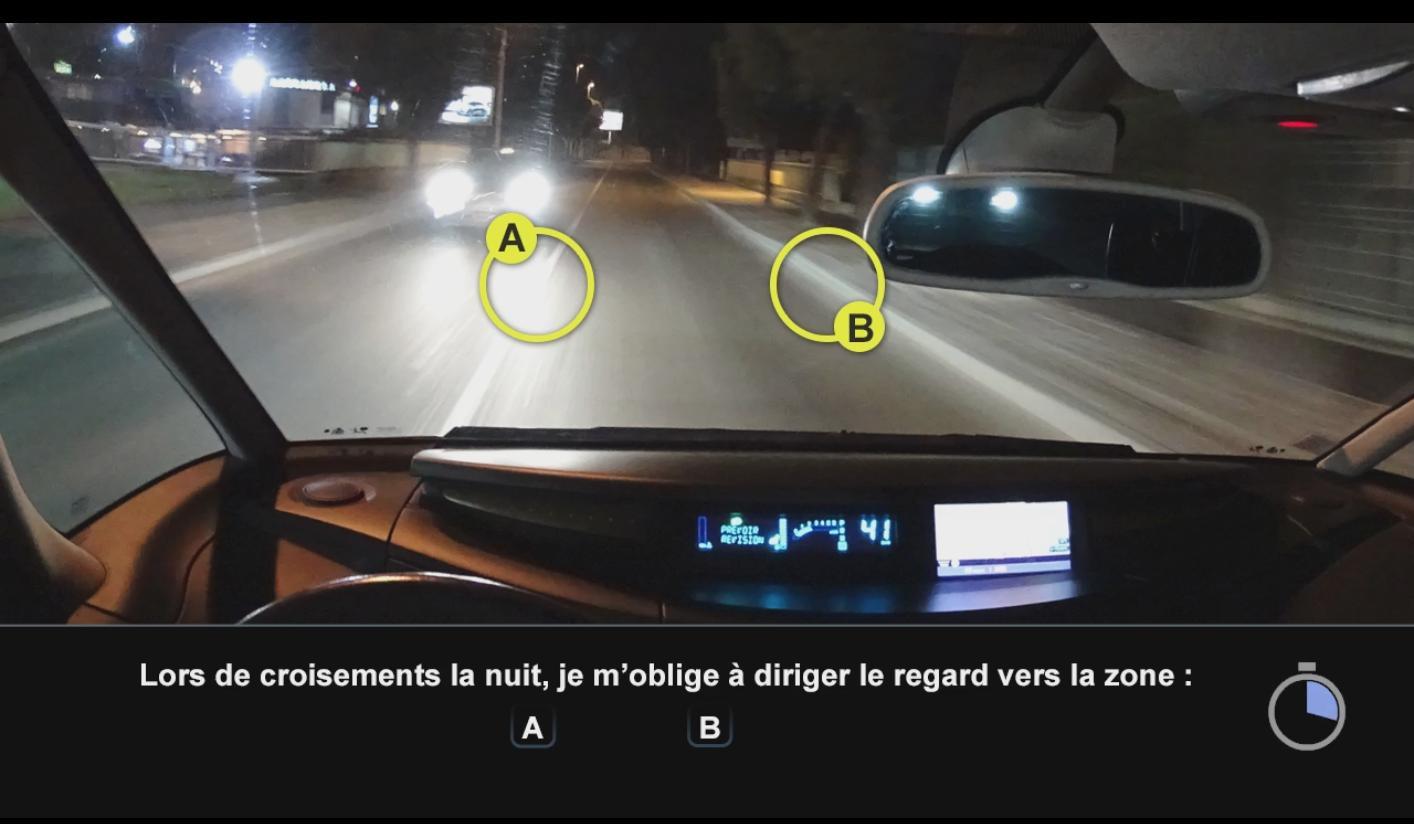 A
B
PREVOIR
REVISION
41
Lors de croisements la nuit, je m’oblige à diriger le regard vers la zone :
A B